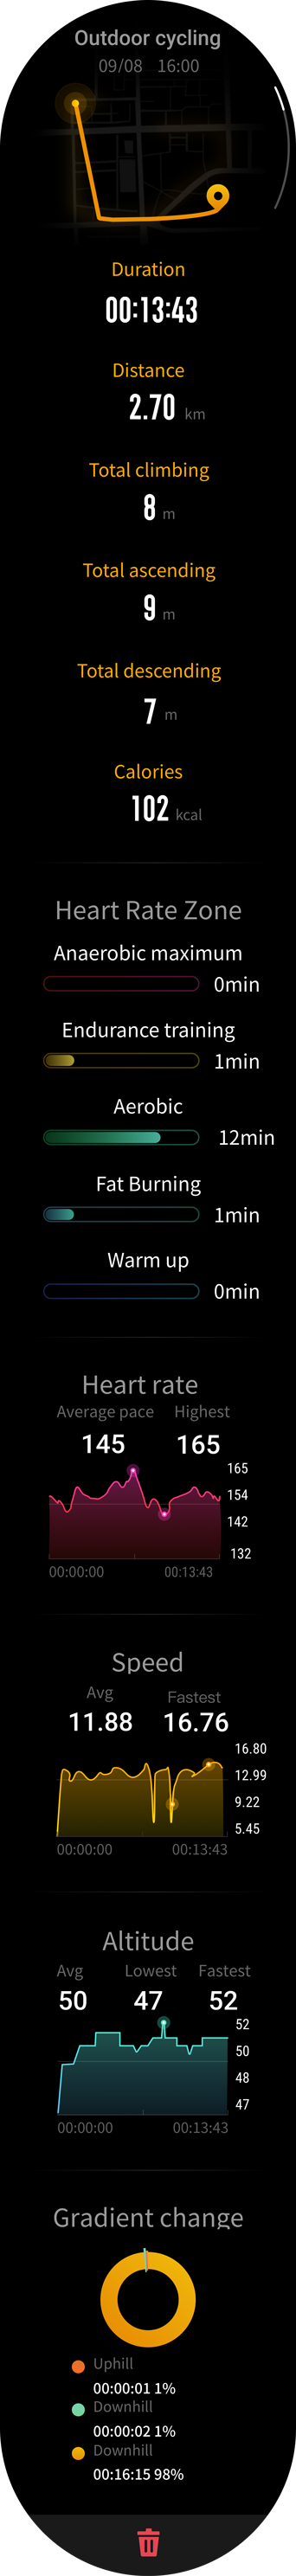 Outdoor cycling
09/08 16:00
Duration
00:13:43
Distance
2.70 km
Total climbing
8 m
Total ascending
9 m
Total descending
7 m
Calories
102 kcal
Heart Rate Zone
Anaerobic maximum
0min
Endurance training
1min
Aerobic
12min
Fat Burning
1min
Warm up
0min
Heart rate
Average pace Highest
145 165
165
154
142
132
00:00:00 00:13:43
Speed
Avg Fastest
11.88 16.76
16.80
12.99
9.22
5.45
00:00:00 00:13:43
Altitude
Avg Lowest Fastest
50 47 52
52
50
48
47
00:00:00 00:13:43
Gradient change
Uphill
00:00:01 1%
Downhill
00:00:02 1%
Downhill
00:16:15 98%